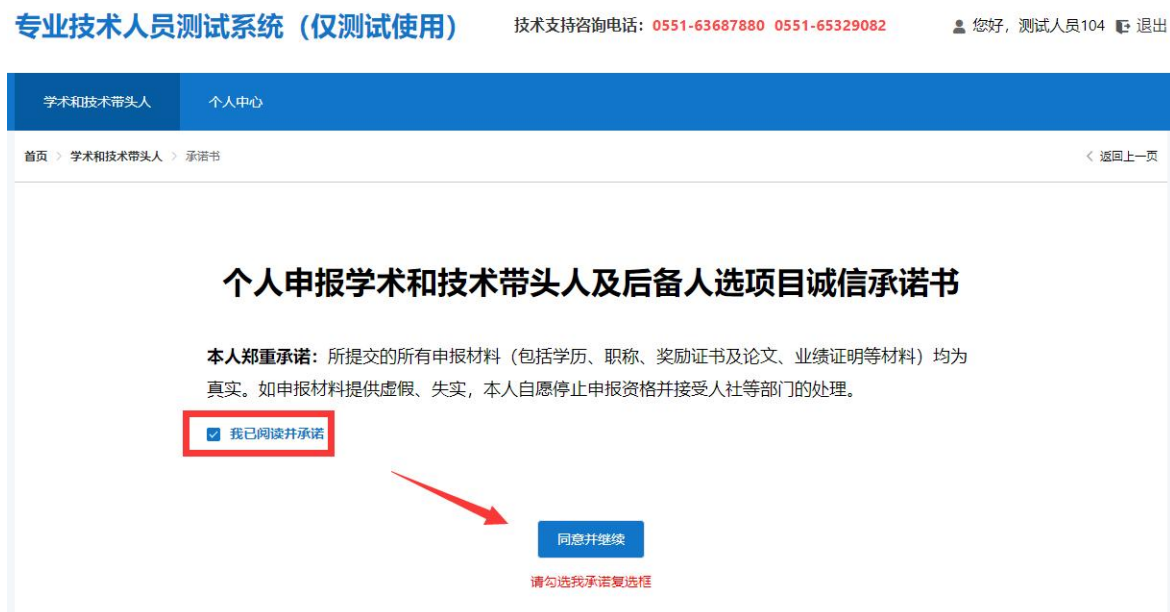 专业技术人员测试系统（仅测试使用）
技术支持咨询电话：0551-63687880 0551-65329082
您好，测试人员104 退出
学术和技术带头人 个人中心
首页 > 学术和技术带头人 > 承诺书
< 返回上一页
个人申报学术和技术带头人及后备人选项目诚信承诺书
本人郑重承诺：所提交的所有申报材料（包括学历、职称、奖励证书及论文、业绩证明等材料）均为
真实。如申报材料提供虚假、失实，本人自愿停止申报资格并接受人社等部门的处理。
我已阅读并承诺
同意并继续
请勾选我承诺复选框